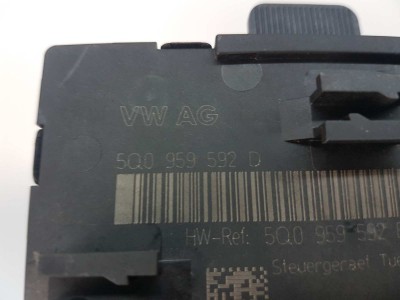 VW AG
5Q0 959 592 D
HW-Ref: 5Q0 959 592
Steuergeraet